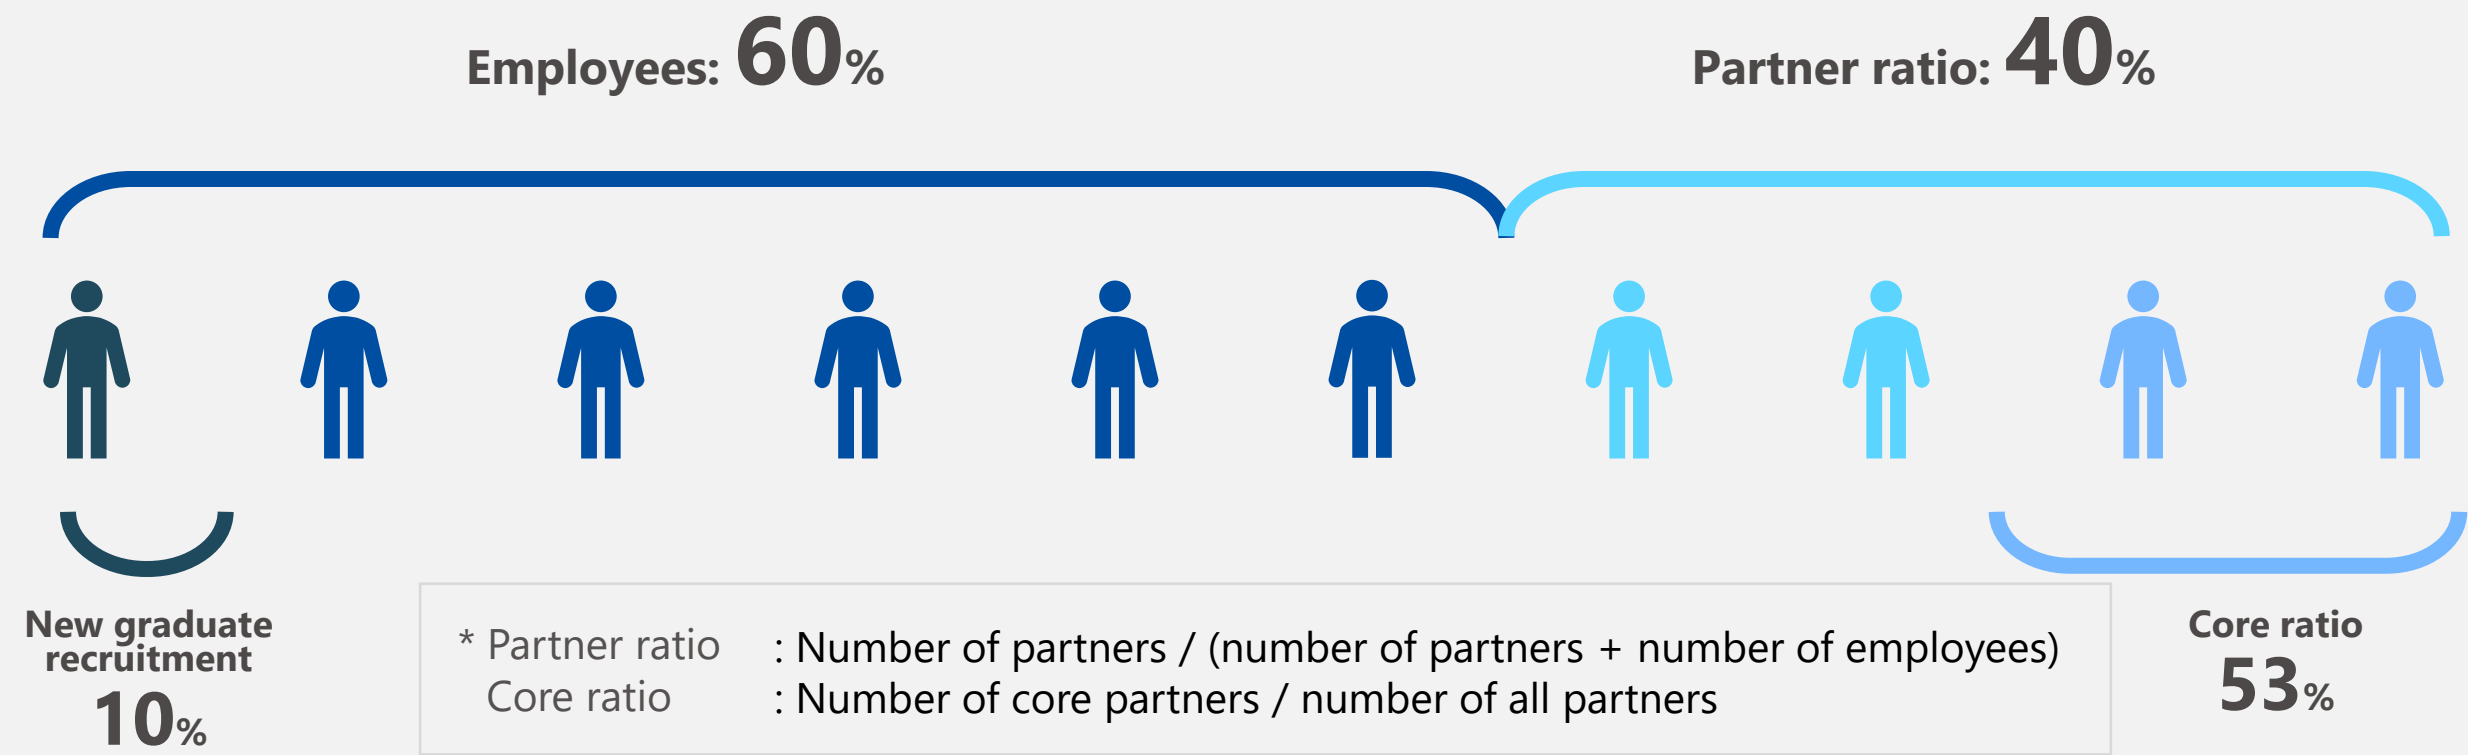 Employees: 60%
Partner ratio: 40%
New graduate
recruitment
10%
* Partner ratio : Number of partners / (number of partners + number of employees)
Core ratio : Number of core partners / number of all partners
Core ratio
53%